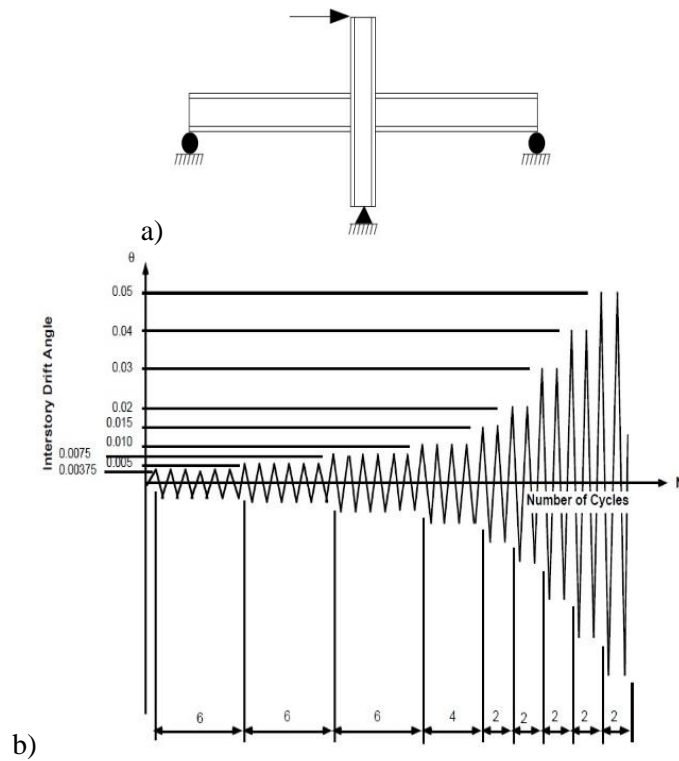 a)
θ
0.05
0.04
0.03
0.02
0.015
0.010
0.0075
0.005
0.00375
Interstory Drift Angle
N
Number of Cycles
6 6 6 4 2 2 2 2 2
b)